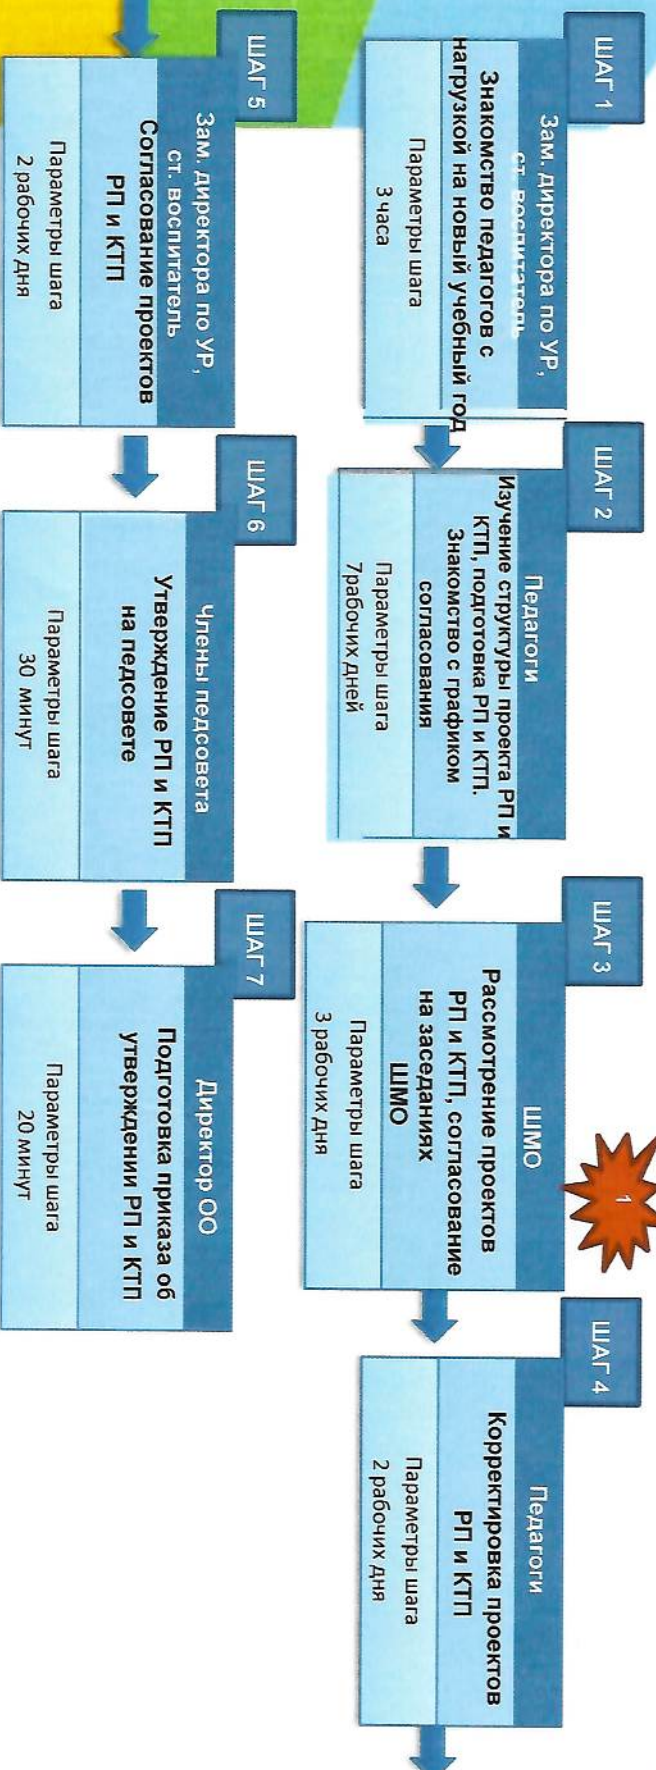 ШАГ 1
Зам. директора по УР,
ст. воспитатель
Знакомство педагогов с
нагрузкой на новый учебный год
Параметры шага
3 часа
ШАГ 2
Педагоги
Изучение структуры проекта РП и
КТП, подготовка РП и КТП.
Знакомство с графиком
согласования
Параметры шага
7рабочих дней
ШАГ 3
1
ШМО
Рассмотрение проектов
РП и КТП, согласование
на заседаниях
ШМО
Параметры шага
3 рабочих дня
ШАГ 4
Педагоги
Корректировка проектов
РП и КТП
Параметры шага
2 рабочих дня
ШАГ 5
Зам. директора по УР,
ст. воспитатель
Согласование проектов
РП и КТП
Параметры шага
2 рабочих дня
ШАГ 6
Члены педсовета
Утверждение РП и КТП
на педсовете
Параметры шага
30 минут
ШАГ 7
Директор ОО
Подготовка приказа об
утверждении РП и КТП
Параметры шага
20 минут